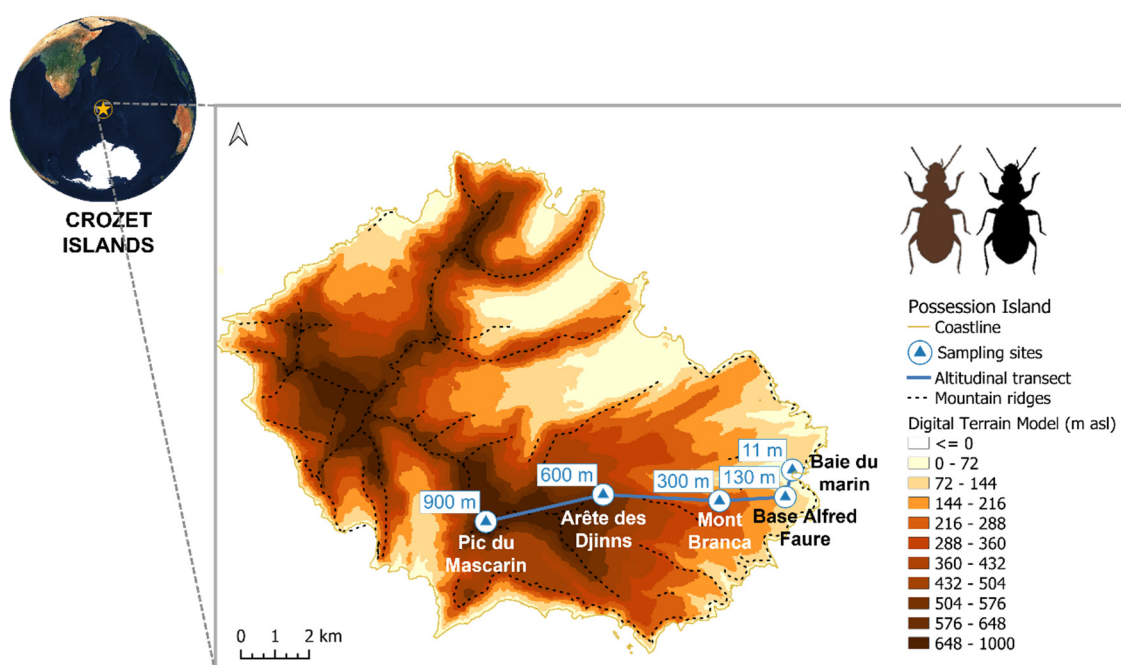 CROZET
ISLANDS
900 m
600 m
300 m
130 m
11 m
Pic du
Mascarin
Arête des
Djinns
Mont
Branca
Base Alfred
Faure
Baie du
marin
0 1 2 km
Possession Island
Coastline
Sampling sites
Altitudinal transect
Mountain ridges
Digital Terrain Model (m asl)
<= 0
0 - 72
72 - 144
144 - 216
216 - 288
288 - 360
360 - 432
432 - 504
504 - 576
576 - 648
648 - 1000